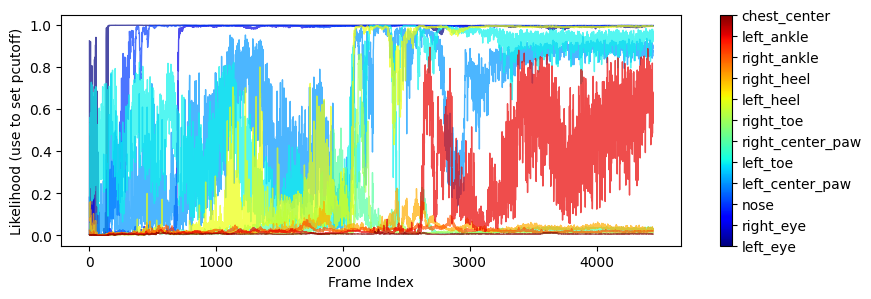 Likelihood (use to set pcutoff)
1.0
0.8
0.6
0.4
0.2
0.0
0
1000
2000
3000
4000
Frame Index
chest_center
left_ankle
right_ankle
right_heel
left_heel
right_toe
right_center_paw
left_toe
left_center_paw
nose
right_eye
left_eye